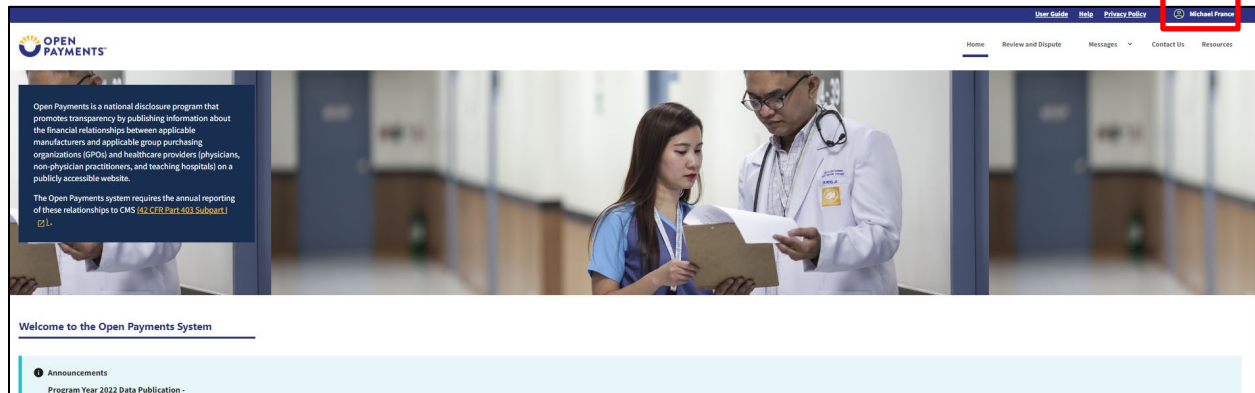 User Guide Help Privacy Policy Michael France
OPEN
PAYMENTS
Home Review and Dispute Messages Contact Us Resources
Open Payments is a national disclosure program that
promotes transparency by publishing information about
the financial relationships between applicable
manufacturers and applicable group purchasing
organizations (GPOs) and healthcare providers (physicians,
non-physician practitioners, and teaching hospitals) on a
publicly accessible website.
The Open Payments system requires the annual reporting
of these relationships to CMS (42 CFR Part 403 Subpart I
).
Welcome to the Open Payments System
Announcements
Program Year 2022 Data Publication -